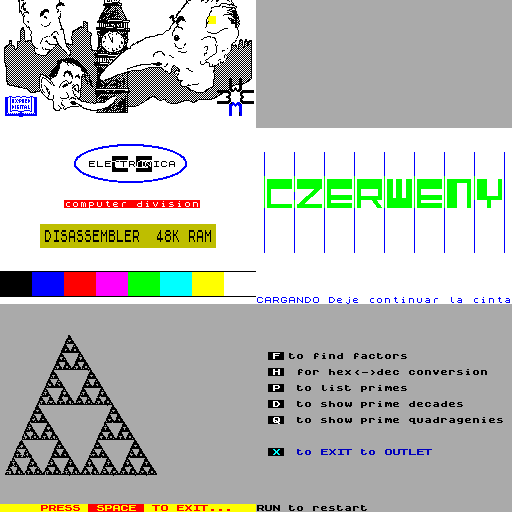 EXPERT
DIGITAL
ELECTRONICA
computer division
DISASSEMBLER 48K RAM
CZERWENY
CARGANDO Deje continuar la cinta
F to find factors
H for hex<->dec conversion
P to list primes
D to show prime decades
Q to show prime quadragenies
X to EXIT to OUTLET
PRESS SPACE TO EXIT...
RUN to restart